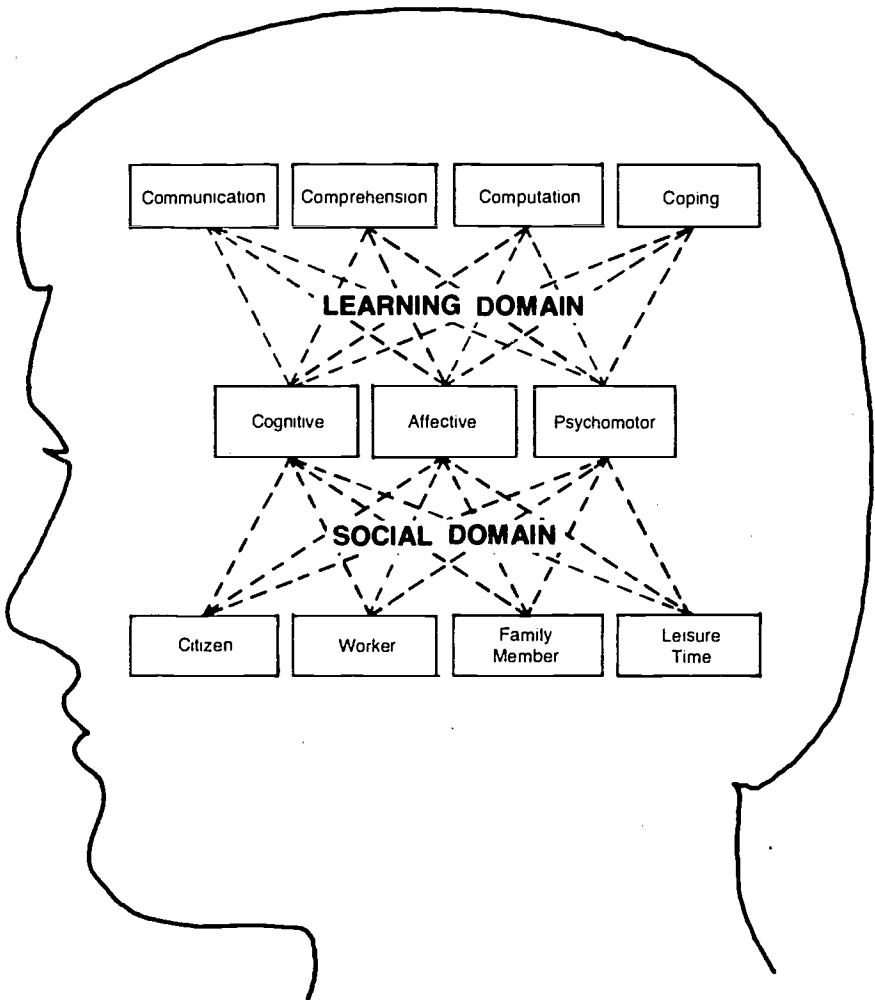 Communication
Comprehension
Computation
Coping
LEARNING DOMAIN
Cognitive
Affective
Psychomotor
SOCIAL DOMAIN
Citizen
Worker
Family
Member
Leisure
Time